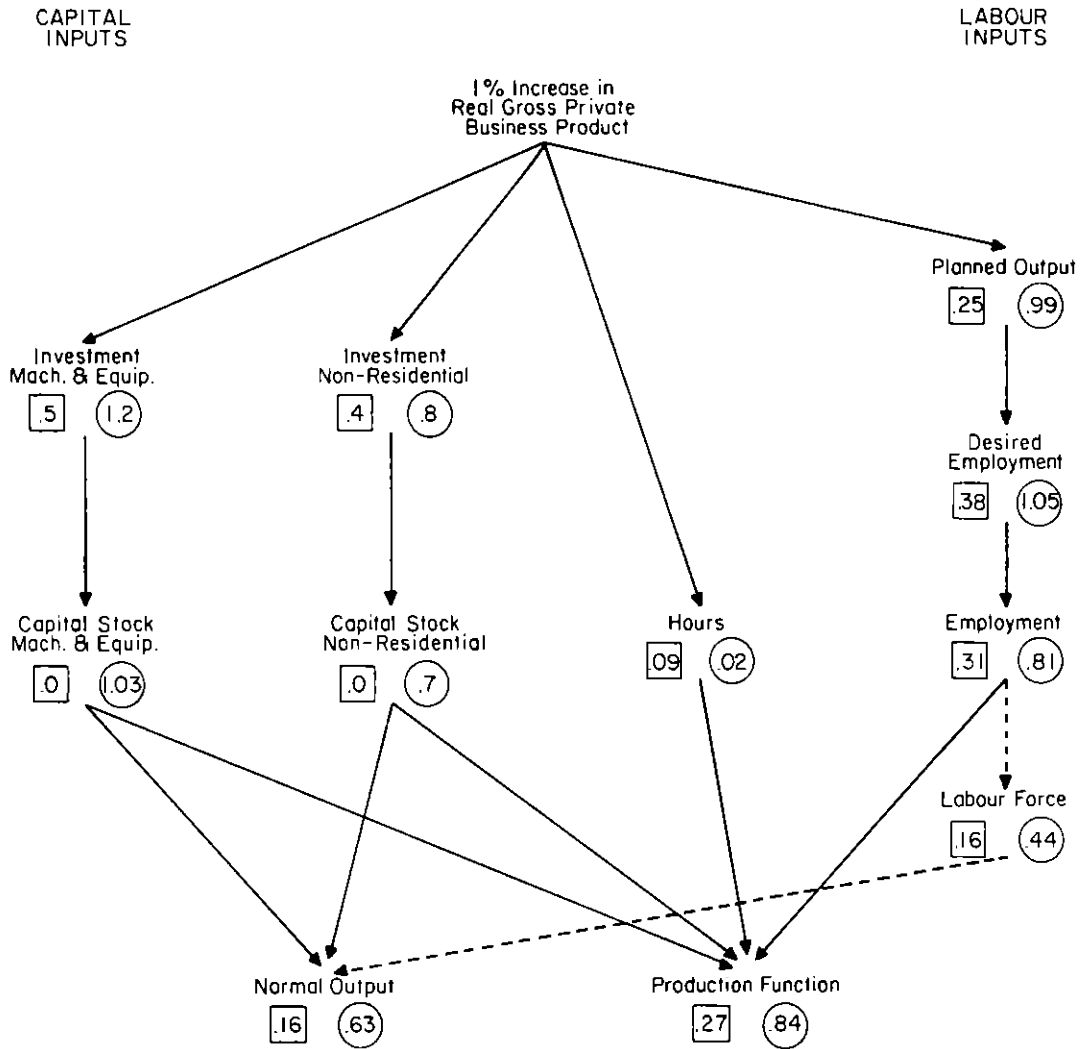 CAPITAL
INPUTS
LABOUR
INPUTS
1% Increase in
Real Gross Private
Business Product
Planned Output
.25 .99
Investment
Mach. & Equip.
.5 1.2
Investment
Non-Residential
.4 .8
Desired
Employment
.38 1.05
Capital Stock
Mach. & Equip.
.0 1.03
Capital Stock
Non-Residential
.0 .7
Hours
.09 .02
Employment
.31 .81
Labour Force
.16 .44
Normal Output
.16 .63
Production Function
.27 .84